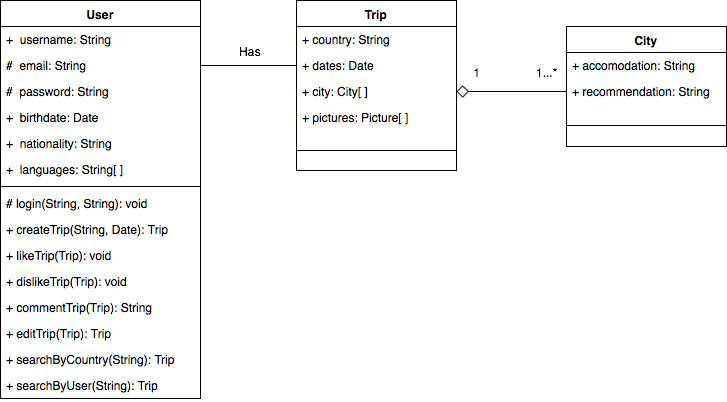 User
+ username: String
# email: String
# password: String
+ birthdate: Date
+ nationality: String
+ languages: String[ ]
# login(String, String): void
+ createTrip(String, Date): Trip
+ likeTrip(Trip): void
+ dislikeTrip(Trip): void
+ commentTrip(Trip): String
+ editTrip(Trip): Trip
+ searchByCountry(String): Trip
+ searchByUser(String): Trip
Has
Trip
+ country: String
+ dates: Date
+ city: City[ ]
+ pictures: Picture[ ]
1
1...*
City
+ accomodation: String
+ recommendation: String